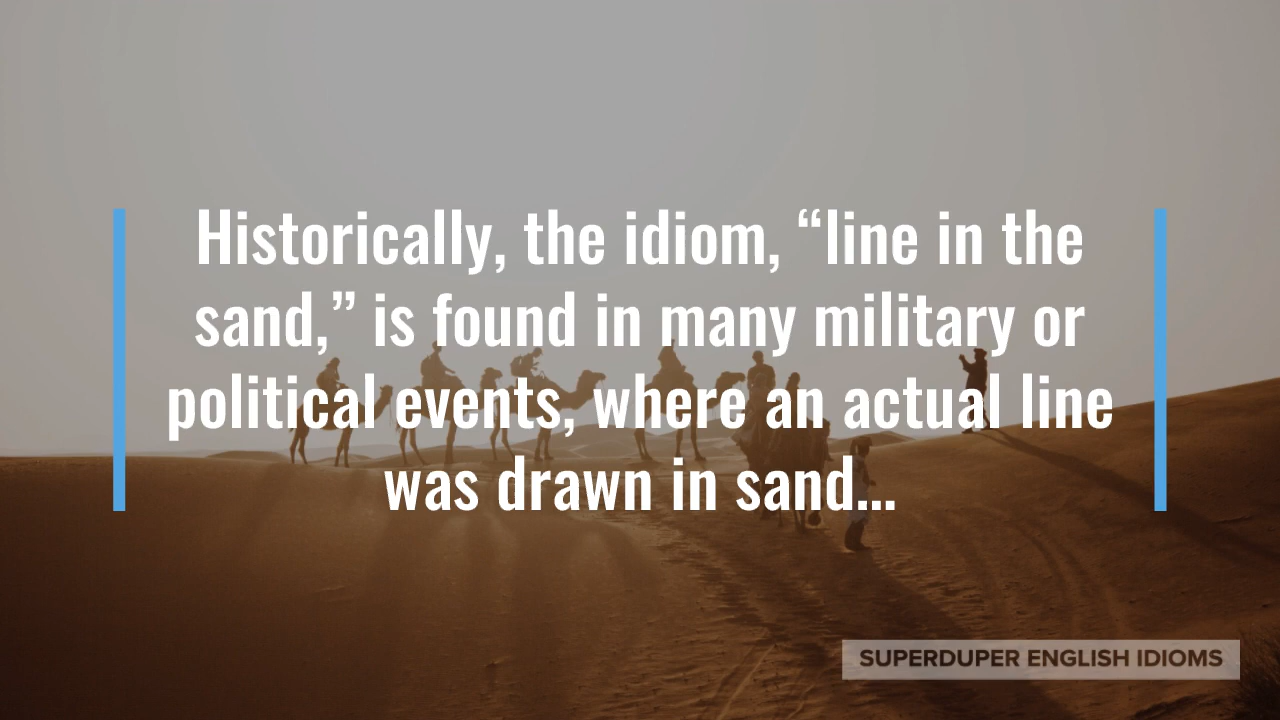 Historically, the idiom, “line in the
sand,” is found in many military or
political events, where an actual line
was drawn in sand...
SUPERDUPER ENGLISH IDIOMS